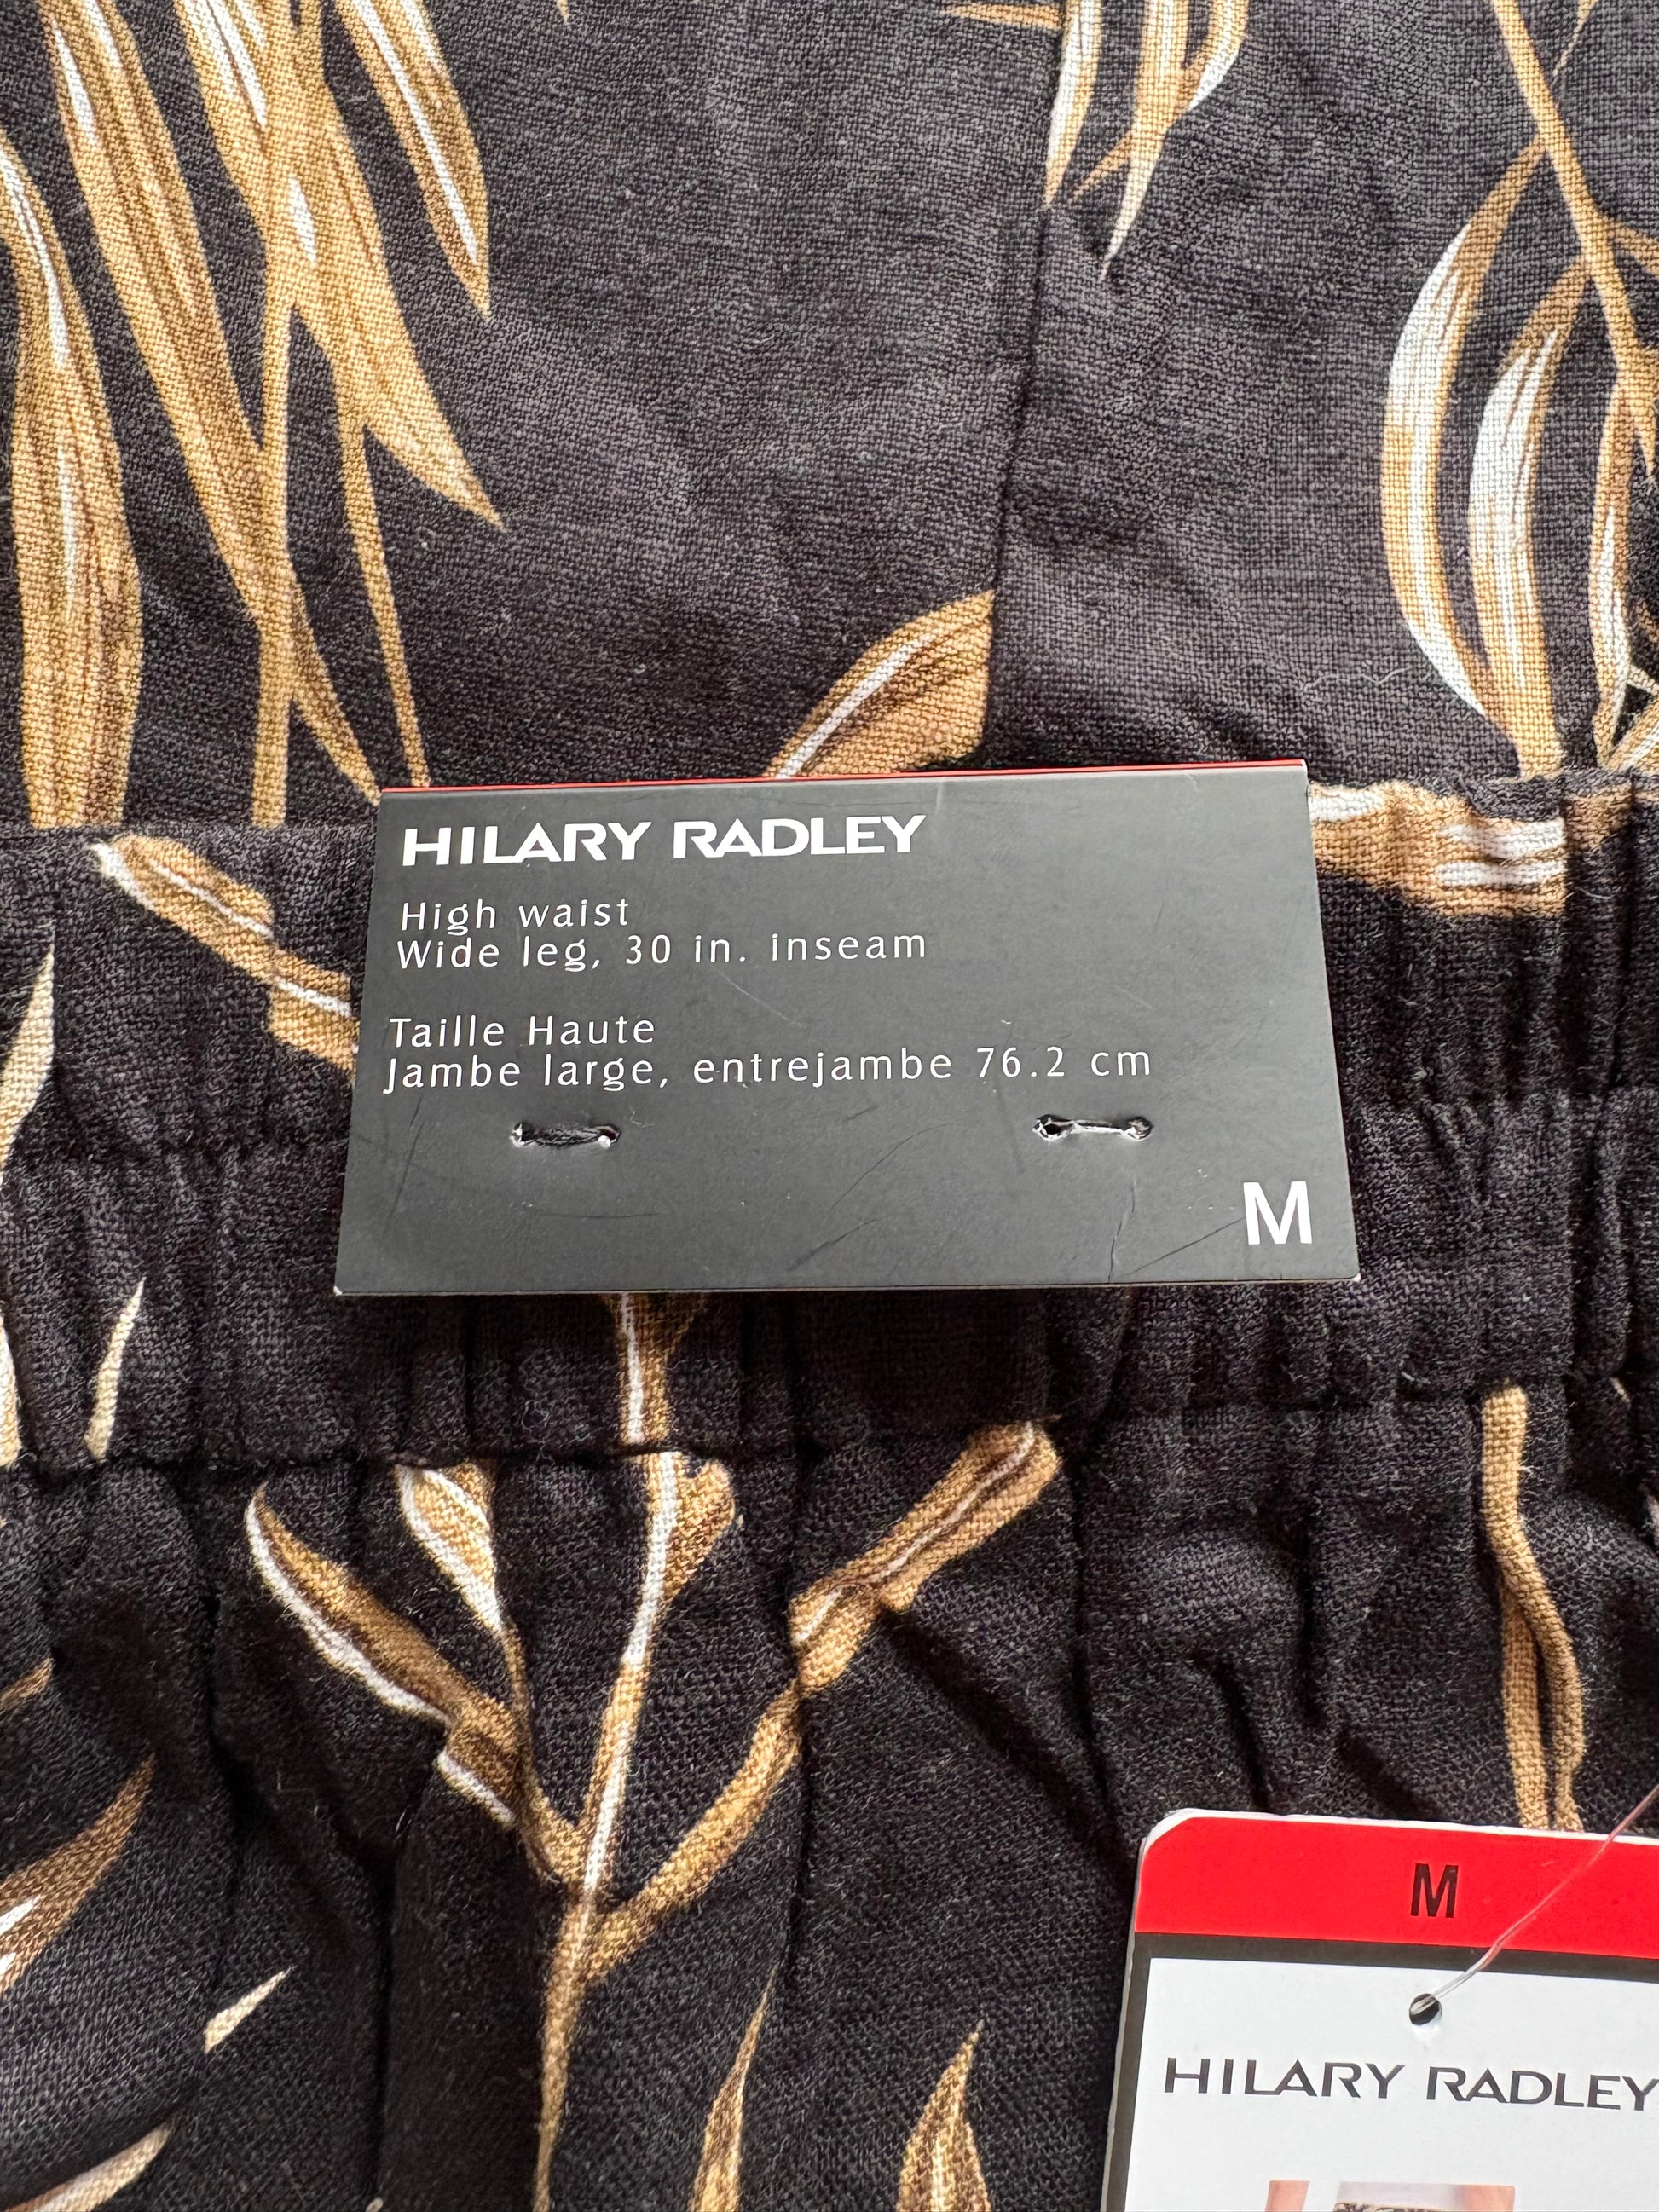 HILARY RADLEY
High waist
Wide leg, 30 in. inseam
Taille Haute
Jambe large, entrejambe 76.2 cm
M
M
HILARY RADLEY